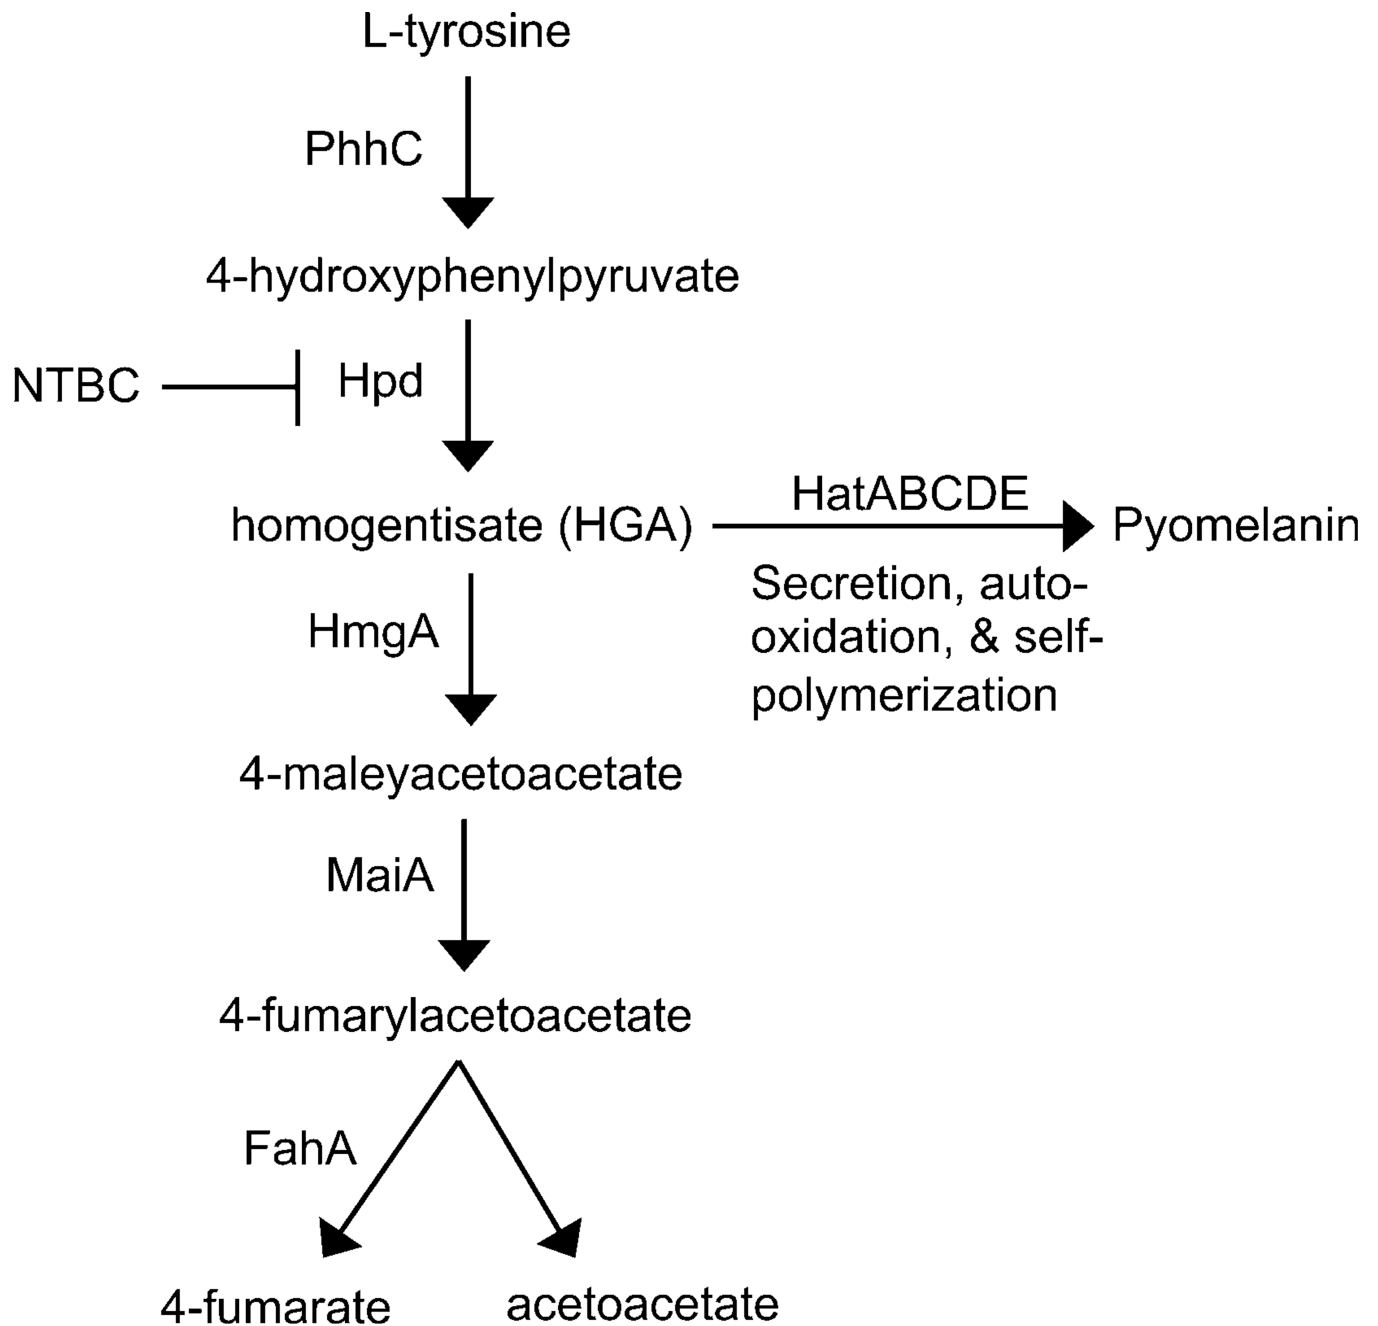 L-tyrosine
PhhC
4-hydroxyphenylpyruvate
NTBC
Hpd
homogentisate (HGA)
HatABCDE
Pyomelanin
Secretion, auto-
oxidation, & self-
polymerization
HmgA
4-maleyacetoacetate
MaiA
4-fumarylacetoacetate
FahA
4-fumarate
acetoacetate